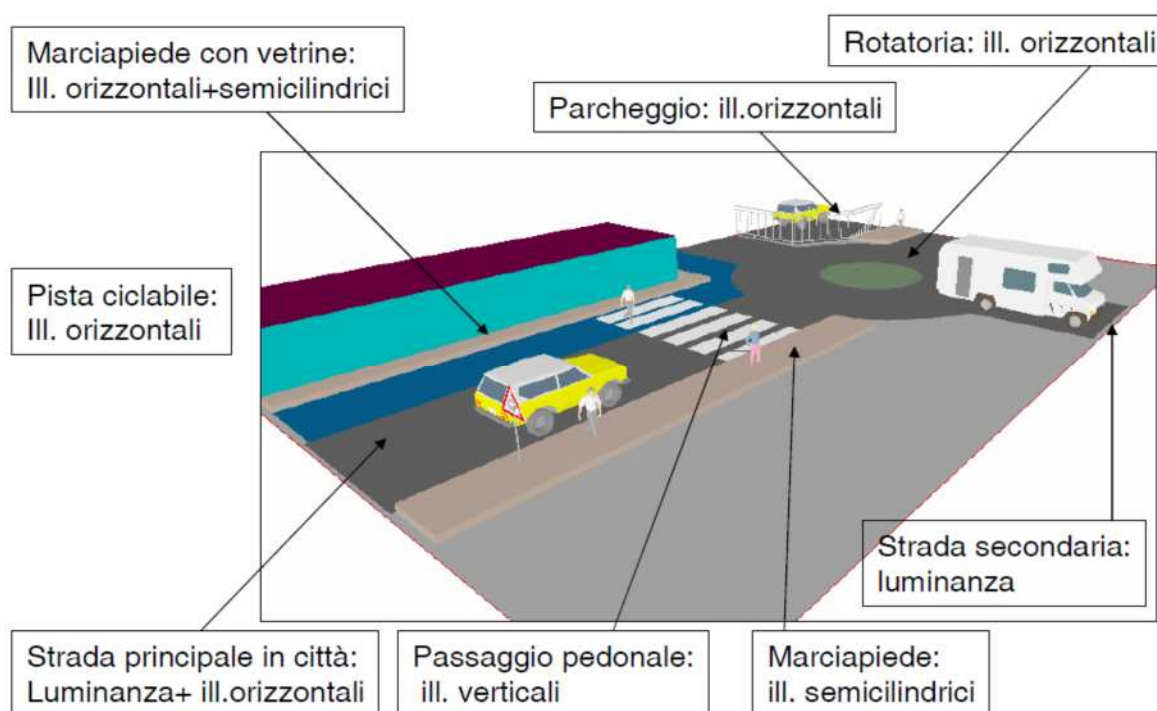 Marciapiede con vetrine:
Ill. orizzontali+semicilindrici
Rotatoria: ill. orizzontali
Parcheggio: ill.orizzontali
Pista ciclabile:
Ill. orizzontali
Strada secondaria:
luminanza
Strada principale in città:
Luminanza+ ill.orizzontali
Passaggio pedonale:
ill. verticali
Marciapiede:
ill. semicilindrici